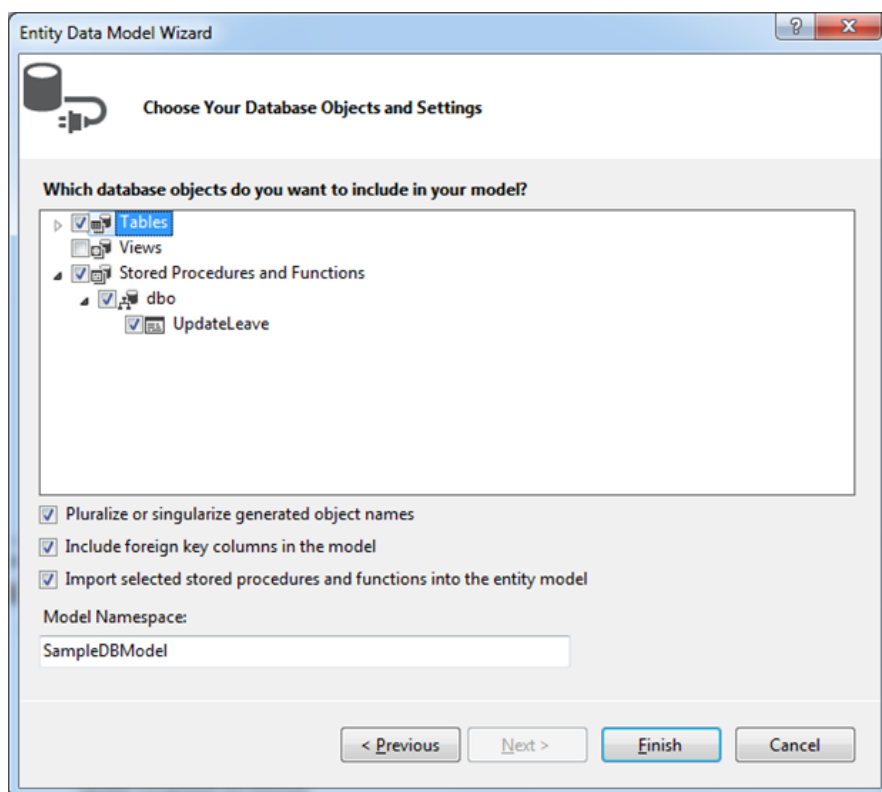 Entity Data Model Wizard
Choose Your Database Objects and Settings
Which database objects do you want to include in your model?
Tables
Views
Stored Procedures and Functions
dbo
UpdateLeave
Pluralize or singularize generated object names
Include foreign key columns in the model
Import selected stored procedures and functions into the entity model
Model Namespace:
SampleDBModel
< Previous Next > Finish Cancel